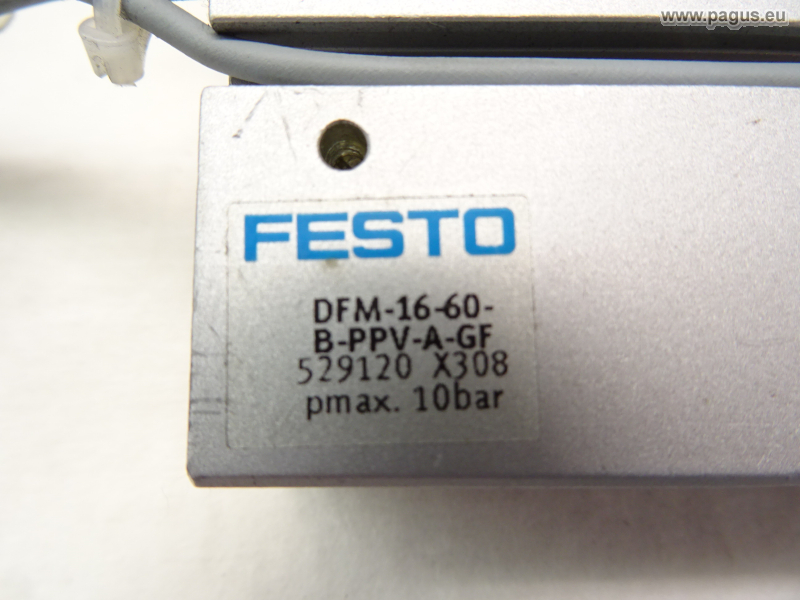 www.pagus.eu
FESTO
DFM-16-60-
B-PPV-A-GF
529120 X308
pmax. 10bar